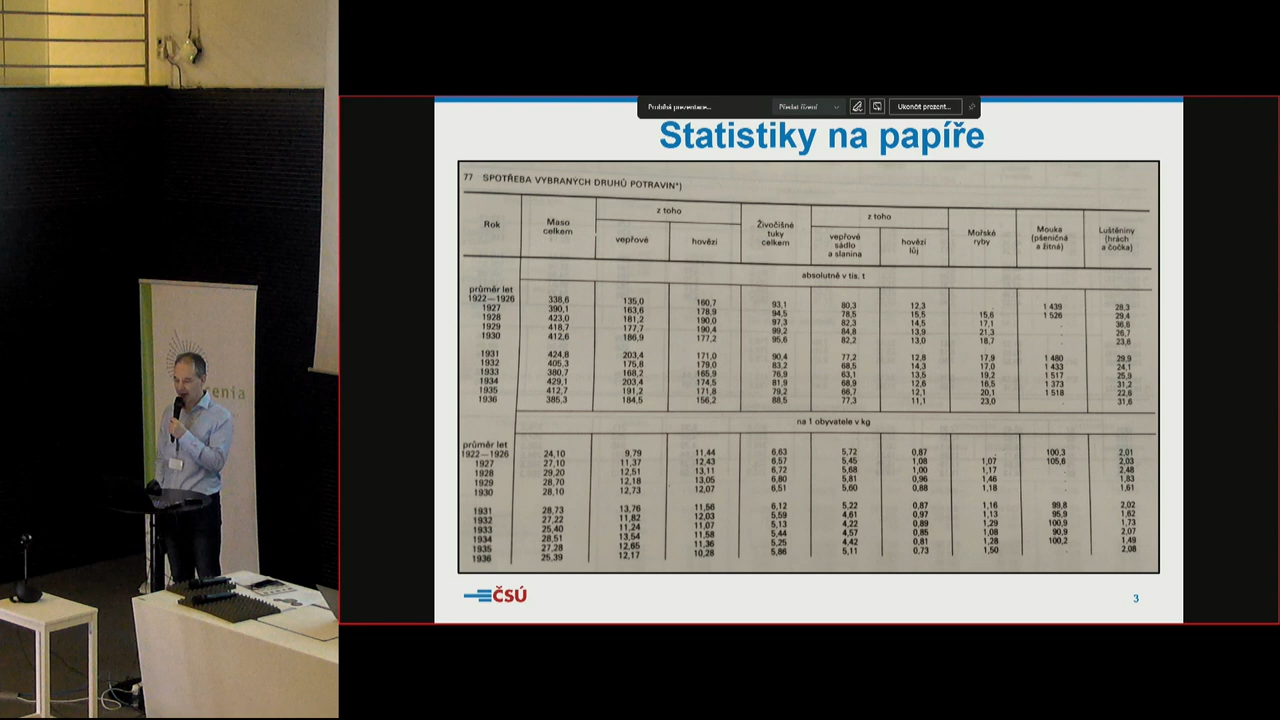 Probíhá prezentace...
Předat řízení
Ukončit prezent...
Statistiky na papíře
77 SPOTŘEBA VYBRANÝCH DRUHŮ POTRAVIN*)
Rok Maso celkem z toho Živočišné tuky celkem z toho Mořské ryby Mouka (pšeničná a žitná) Luštěniny (hrách a čočka)
vepřové hovězí vepřové sádlo a slanina hovězí lůj
absolutně v tis. t
průměr let
1922—1926 338,6 135,0 160,7 93,1 80,3 12,3 . 1 439 28,3
1927 390,1 163,6 178,9 94,5 78,5 15,5 15,6 1 526 29,4
1928 423,0 181,2 190,0 97,3 82,3 14,5 17,1 . 36,6
1929 418,7 177,7 190,4 99,2 84,8 13,9 21,3 . 26,7
1930 412,6 186,9 177,2 95,6 82,2 13,0 18,7 . 23,6
1931 424,8 203,4 171,0 90,4 77,2 12,8 17,9 1 480 29,9
1932 405,3 175,8 179,0 83,2 68,5 14,3 17,0 1 433 24,1
1933 380,7 168,2 165,9 76,9 63,1 13,5 19,2 1 517 25,9
1934 429,1 203,4 174,5 81,9 68,9 12,6 16,5 1 373 31,2
1935 412,7 191,2 171,8 79,2 66,7 12,1 20,1 1 518 22,6
1936 385,3 184,5 156,2 88,5 77,3 11,1 23,0 . 31,6
na 1 obyvatele v kg
průměr let
1922—1926 24,10 9,79 11,44 6,63 5,72 0,87 . 100,3 2,01
1927 27,10 11,37 12,43 6,57 5,45 1,08 1,07 105,6 2,03
1928 29,20 12,51 13,11 6,72 5,68 1,00 1,17 . 2,48
1929 28,70 12,18 13,05 6,80 5,81 0,96 1,46 . 1,83
1930 28,10 12,73 12,07 6,51 5,60 0,88 1,18 . 1,61
1931 28,73 13,76 11,56 6,12 5,22 0,87 1,16 99,8 2,02
1932 27,22 11,82 12,03 5,59 4,61 0,97 1,13 95,9 1,62
1933 25,40 11,24 11,07 5,13 4,22 0,89 1,29 100,9 1,73
1934 28,51 13,54 11,58 5,44 4,57 0,85 1,08 90,9 2,07
1935 27,28 12,65 11,36 5,25 4,42 0,81 1,28 100,2 1,49
1936 25,39 12,17 10,28 5,86 5,11 0,73 1,50 . 2,08
ČSÚ
3